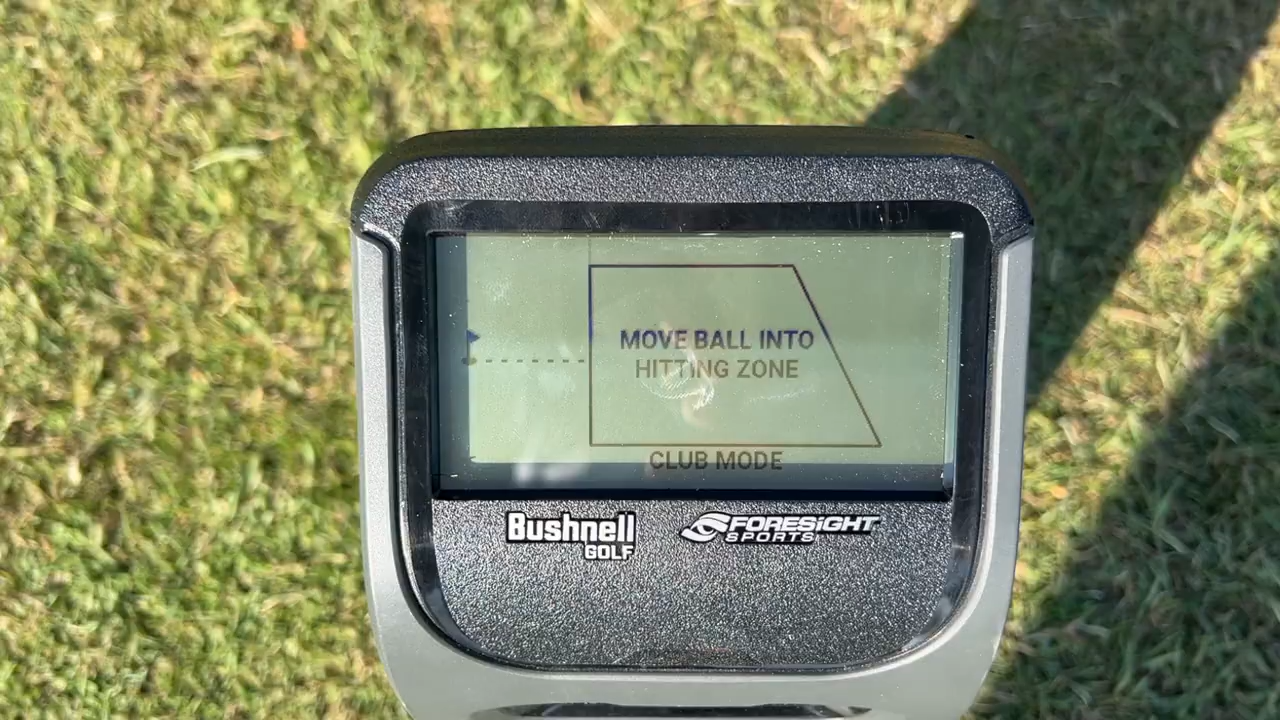 MOVE BALL INTO
HITTING ZONE
CLUB MODE
Bushnell
GOLF
FORESIGHT
SPORTS